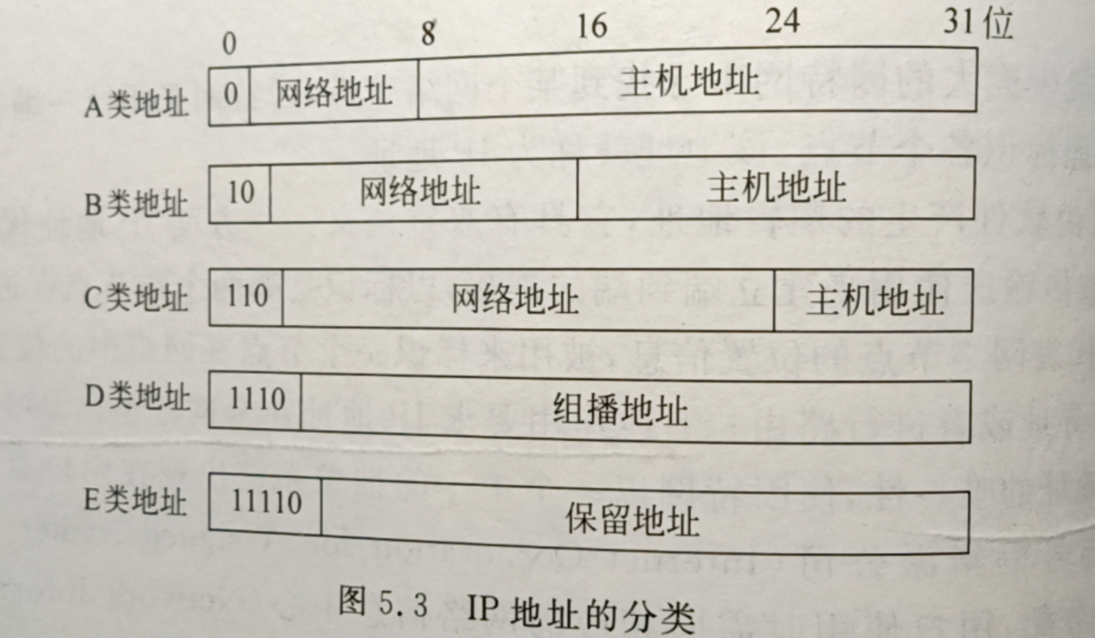 0 8 16 24 31位
A类地址 0 网络地址 主机地址
B类地址 10 网络地址 主机地址
C类地址 110 网络地址 主机地址
D类地址 1110 组播地址
E类地址 11110 保留地址
图 5.3 IP 地址的分类